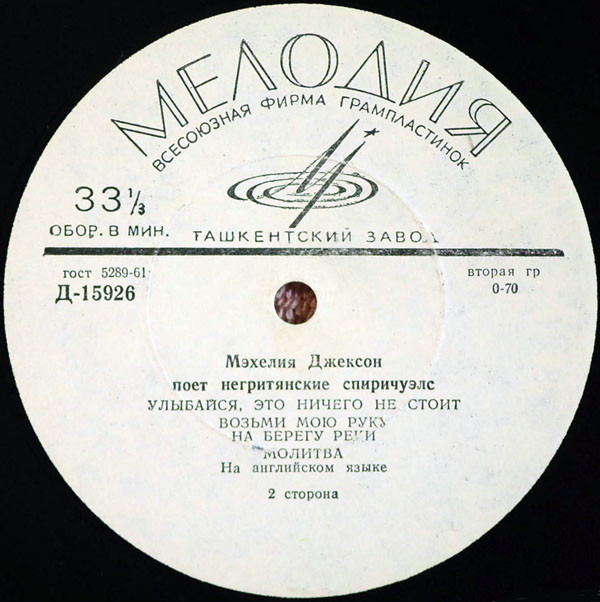 МЕЛОДИЯ
ВСЕСОЮЗНАЯ ФИРМА ГРАМПЛАСТИНОК
33 1/3
ОБОР. В МИН.
ТАШКЕНТСКИЙ ЗАВОД
гост 5289-61
вторая гр
Д-15926
0-70
Мэхелия Джексон
поет негритянские спиричуэлс
УЛЫБАЙСЯ, ЭТО НИЧЕГО НЕ СТОИТ
ВОЗЬМИ МОЮ РУКУ
НА БЕРЕГУ РЕКИ
МОЛИТВА
На английском языке
2 сторона